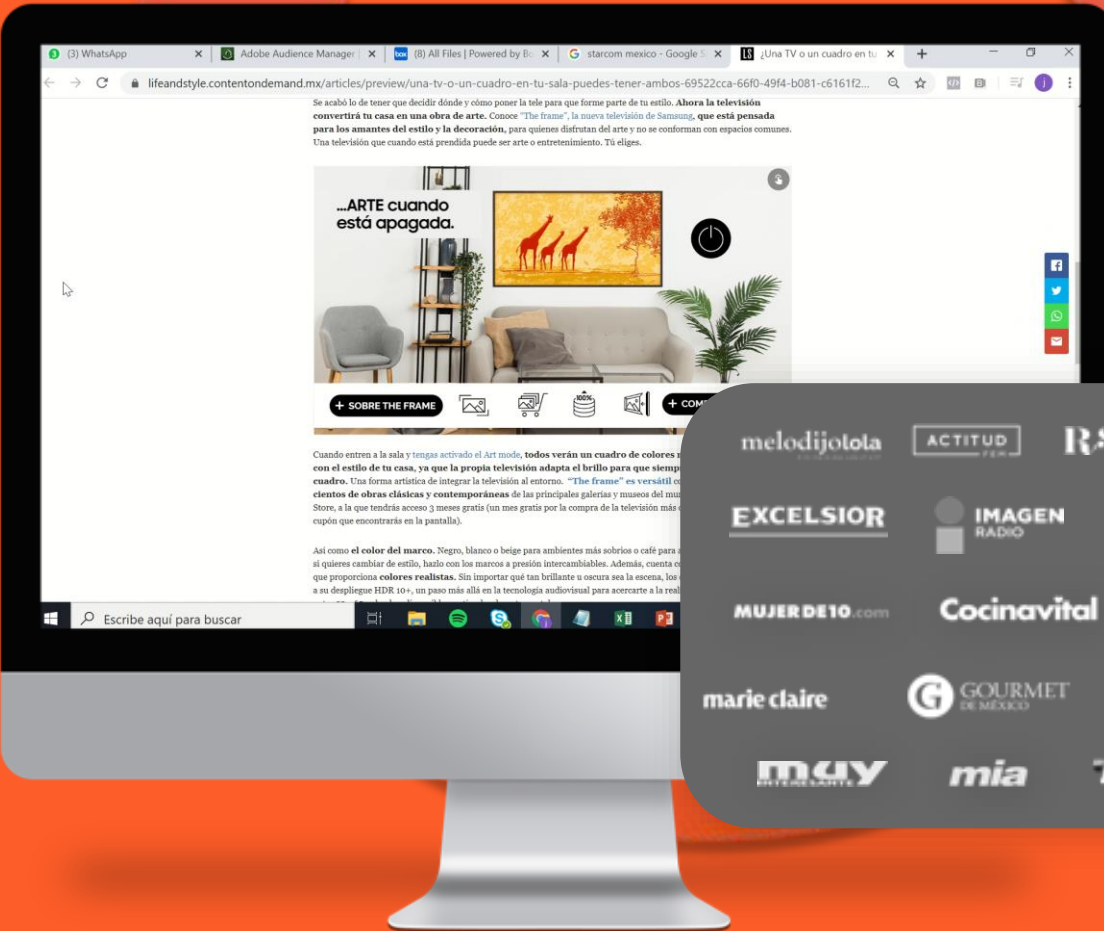 (3) WhatsApp
Adobe Audience Manager
(8) All Files | Powered by Bo
starcom mexico - Google S
¿Una TV o un cuadro en tu
lifeandstyle.contentondemand.mx/articles/preview/una-tv-o-un-cuadro-en-tu-sala-puedes-tener-ambos-69522cca-66f0-49f4-b081-c6161f2...
Se acabó lo de tener que decidir dónde y cómo poner la tele para que forme parte de tu estilo. Ahora la televisión
convertirá tu casa en una obra de arte. Conoce "The frame", la nueva televisión de Samsung, que está pensada
para los amantes del estilo y la decoración, para quienes disfrutan del arte y no se conforman con espacios comunes.
Una televisión que cuando está prendida puede ser arte o entretenimiento. Tú eliges.
...ARTE cuando
está apagada.
+ SOBRE THE FRAME
100%
+ COM
Cuando entren a la sala y tengas activado el Art mode, todos verán un cuadro de colores
con el estilo de tu casa, ya que la propia televisión adapta el brillo para que siemp
cuadro. Una forma artística de integrar la televisión al entorno. "The frame" es versátil
cientos de obras clásicas y contemporáneas de las principales galerías y museos del
Store, a la que tendrás acceso 3 meses gratis (un mes gratis por la compra de la televisión más
cupón que encontrarás en la pantalla).
Así como el color del marco. Negro, blanco o beige para ambientes más sobrios o café para
si quieres cambiar de estilo, hazlo con los marcos a presión intercambiables. Además, cuenta
que proporciona colores realistas. Sin importar qué tan brillante u oscura sea la escena, los
a su despliegue HDR 10+, un paso más allá en la tecnología audiovisual para acercarte a la
Escribe aquí para buscar
melodijolola
ACTITUD
FEM
EXCELSIOR
IMAGEN
RADIO
MUJERDE10.com
Cocinavital
marie claire
G GOURMET
DE MÉXICO
muy
INTERESANTE
mia